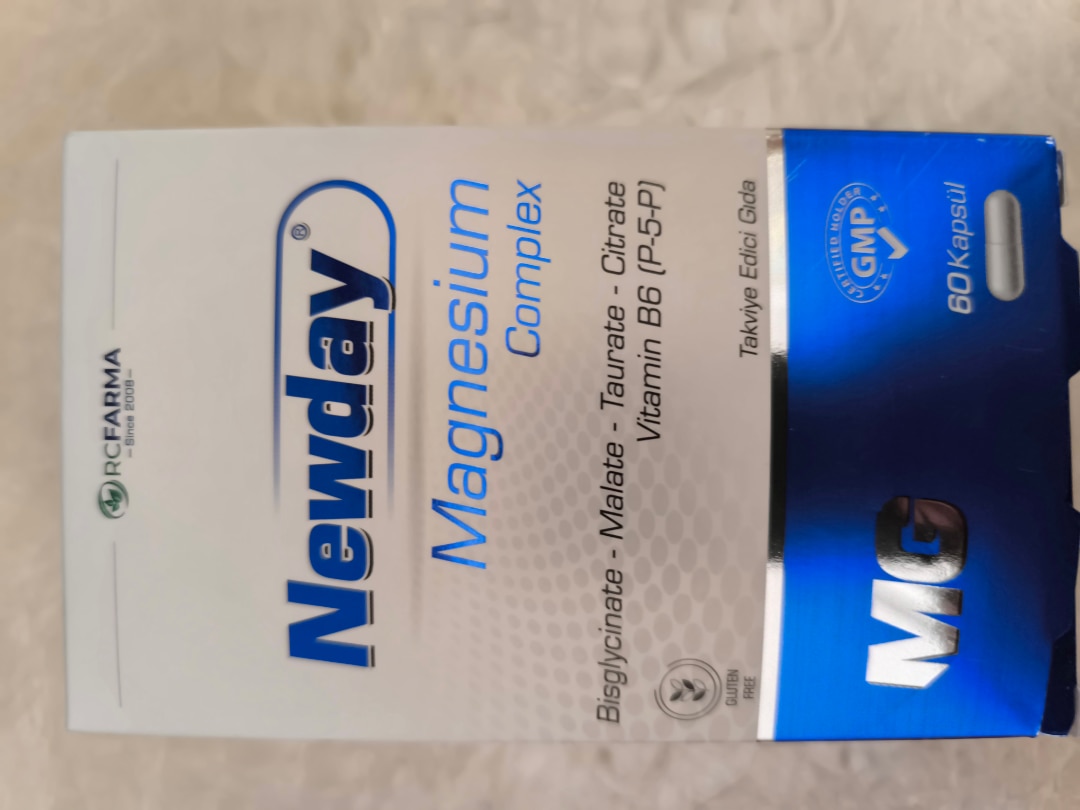 RCFARMA
-Since 2008-
Newday®
Magnesium
Complex
Bisglycinate - Malate - Taurate - Citrate
Vitamin B6 (P-5-P)
GLUTEN
FREE
Takviye Edici Gıda
MG
CERTIFIED HOLDER
GMP
60 Kapsül